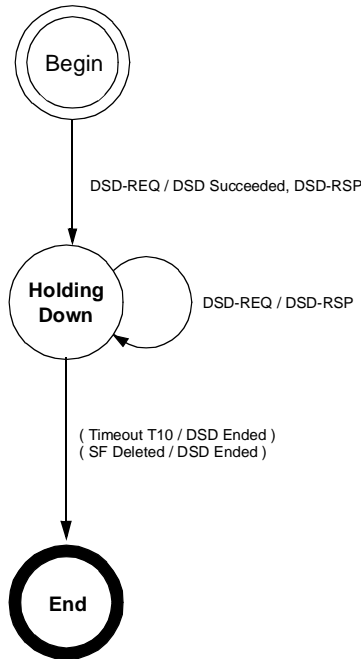 Begin
DSD-REQ / DSD Succeeded, DSD-RSP
Holding
Down
DSD-REQ / DSD-RSP
( Timeout T10 / DSD Ended )
( SF Deleted / DSD Ended )
End